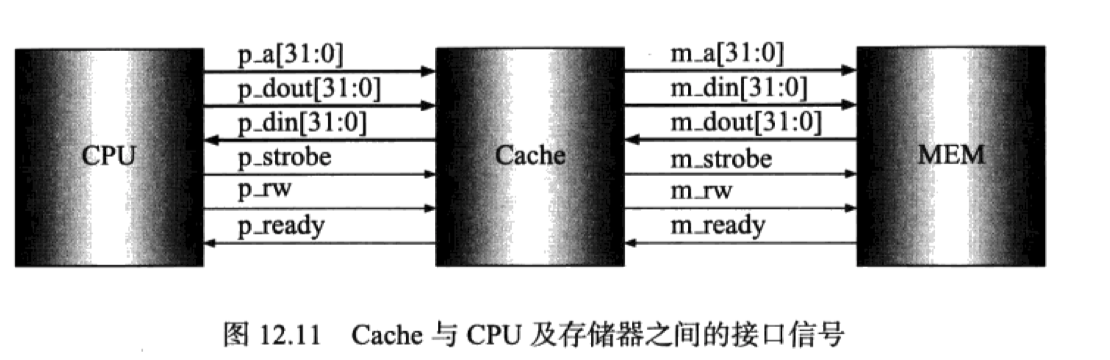 p_a[31:0]
m_a[31:0]
p_dout[31:0]
m_din[31:0]
p_din[31:0]
m_dout[31:0]
CPU
p_strobe
Cache
m_strobe
MEM
p_rw
m_rw
p_ready
m_ready
图 12.11 Cache 与 CPU 及存储器之间的接口信号